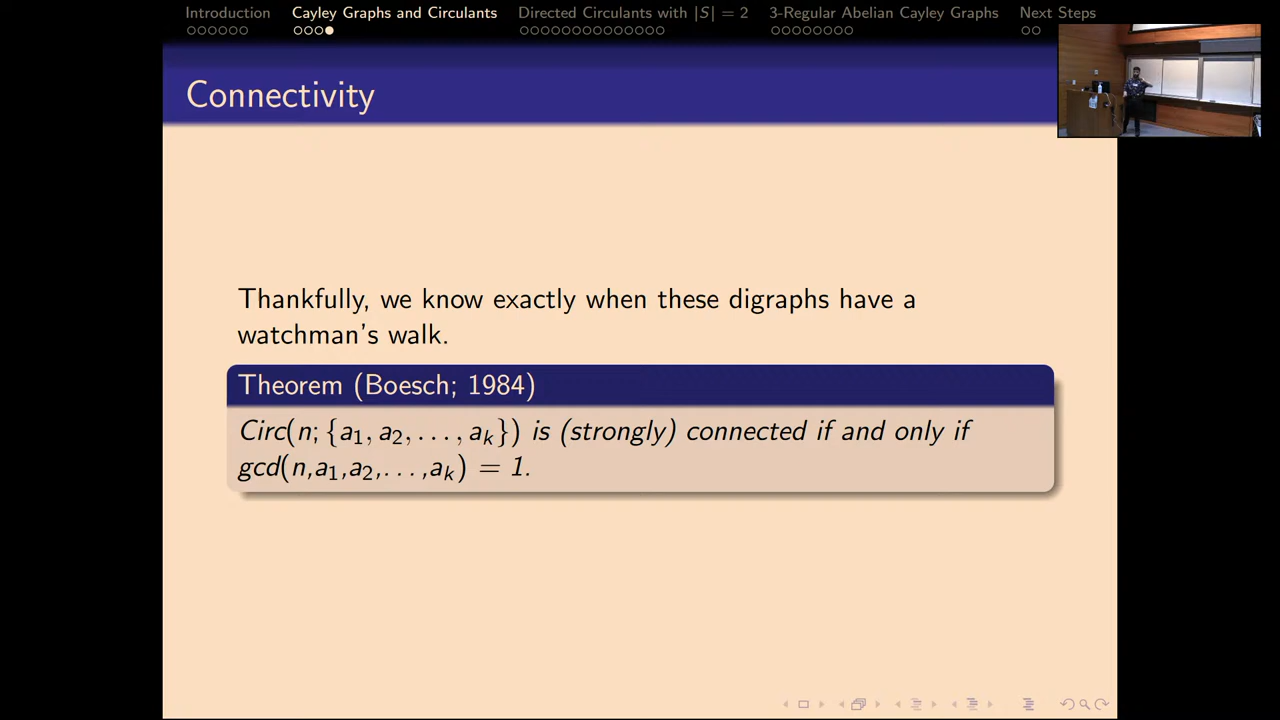 Introduction Cayley Graphs and Circulants Directed Circulants with |S| = 2 3-Regular Abelian Cayley Graphs Next Steps
Connectivity
Thankfully, we know exactly when these digraphs have a
watchman's walk.
Theorem (Boesch; 1984)
Circ(n; {a₁, a₂, . . . , aₖ}) is (strongly) connected if and only if
gcd(n,a₁,a₂,. . . ,aₖ) = 1.